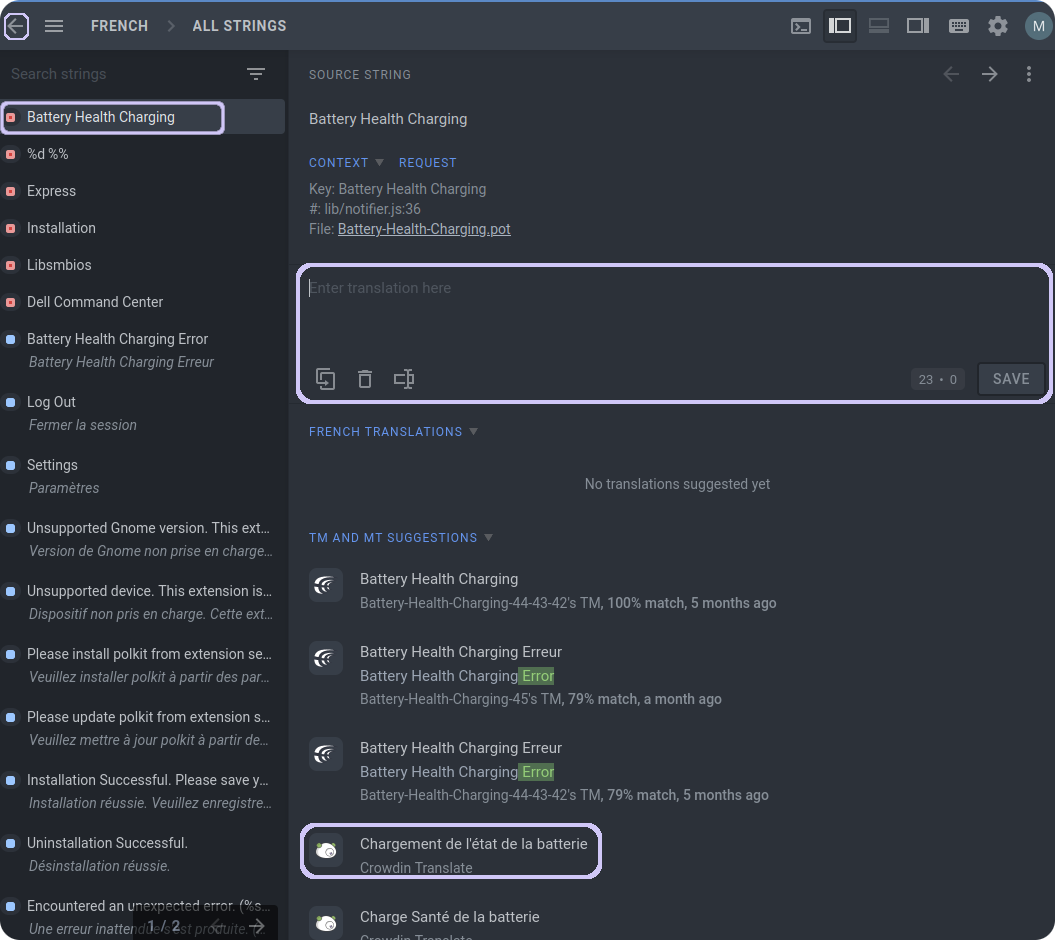 FRENCH
ALL STRINGS
M
Search strings
Battery Health Charging
%d %%
Express
Installation
Libsmbios
Dell Command Center
Battery Health Charging Error
Battery Health Charging Erreur
Log Out
Fermer la session
Settings
Paramètres
Unsupported Gnome version. This ext…
Version de Gnome non prise en charge…
Unsupported device. This extension is…
Dispositif non pris en charge. Cette ext…
Please install polkit from extension se…
Veuillez installer polkit à partir des par…
Please update polkit from extension s…
Veuillez mettre à jour polkit à partir de…
Installation Successful. Please save y…
Installation réussie. Veuillez enregistre…
Uninstallation Successful.
Désinstallation réussie.
Encountered an unexpected error. (%s…
Une erreur inattendue s'est produite. (…
1 / 2
SOURCE STRING
Battery Health Charging
CONTEXT
REQUEST
Key: Battery Health Charging
#: lib/notifier.js:36
File: Battery-Health-Charging.pot
Enter translation here
23 • 0
SAVE
FRENCH TRANSLATIONS
No translations suggested yet
TM AND MT SUGGESTIONS
Battery Health Charging
Battery-Health-Charging-44-43-42's TM, 100% match, 5 months ago
Battery Health Charging Erreur
Battery Health Charging Error
Battery-Health-Charging-45's TM, 79% match, a month ago
Battery Health Charging Erreur
Battery Health Charging Error
Battery-Health-Charging-44-43-42's TM, 79% match, 5 months ago
Chargement de l'état de la batterie
Crowdin Translate
Charge Santé de la batterie
Crowdin Translate